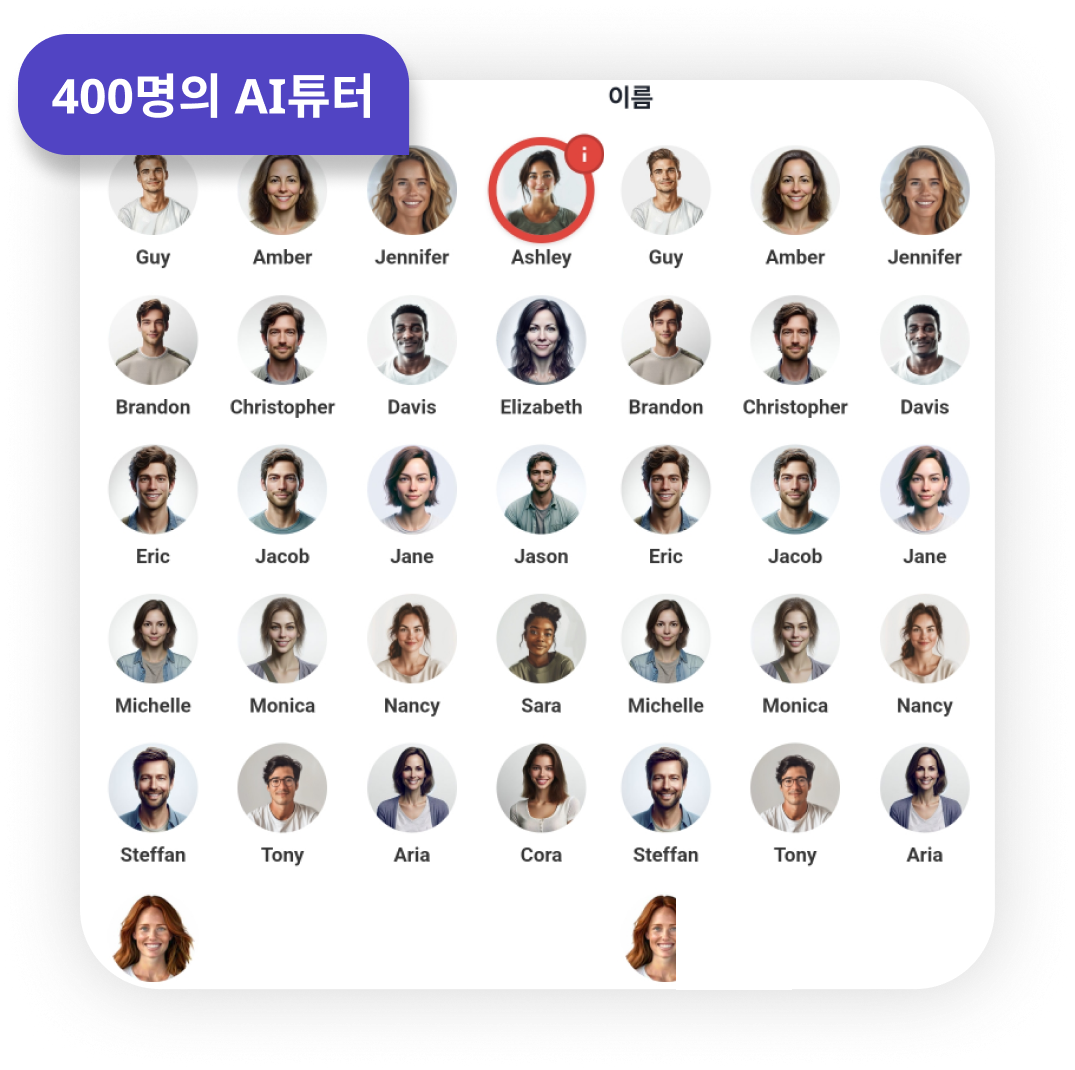 400명의 AI튜터
이름
i
Guy Amber Jennifer Ashley Guy Amber Jennifer
Brandon Christopher Davis Elizabeth Brandon Christopher Davis
Eric Jacob Jane Jason Eric Jacob Jane
Michelle Monica Nancy Sara Michelle Monica Nancy
Steffan Tony Aria Cora Steffan Tony Aria